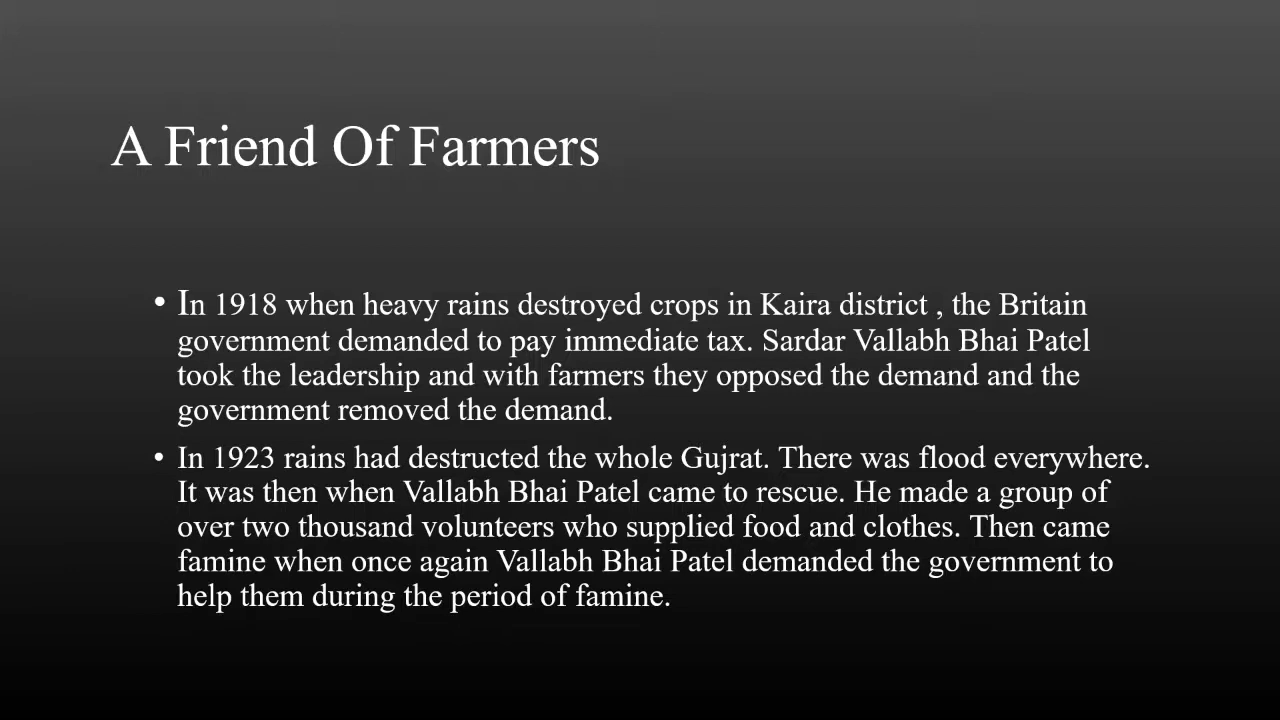 A Friend Of Farmers
• In 1918 when heavy rains destroyed crops in Kaira district , the Britain
government demanded to pay immediate tax. Sardar Vallabh Bhai Patel
took the leadership and with farmers they opposed the demand and the
government removed the demand.
• In 1923 rains had destructed the whole Gujrat. There was flood everywhere.
It was then when Vallabh Bhai Patel came to rescue. He made a group of
over two thousand volunteers who supplied food and clothes. Then came
famine when once again Vallabh Bhai Patel demanded the government to
help them during the period of famine.